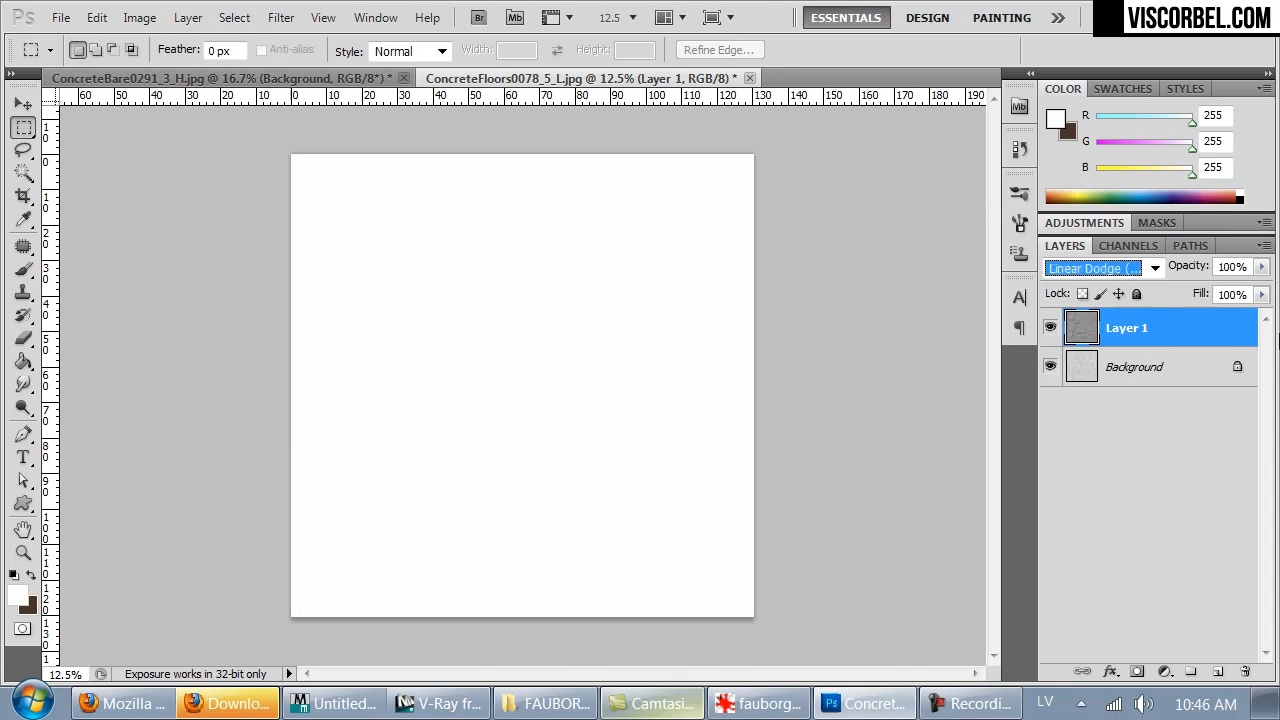 Ps File Edit Image Layer Select Filter View Window Help Br Mb 12.5 ESSENTIALS DESIGN PAINTING VISCORBEL.COM
Feather: 0 px Anti-alias Style: Normal Width: Height: Refine Edge...
ConcreteBare0291_3_H.jpg @ 16.7% (Background, RGB/8*) * ConcreteFloors0078_5_L.jpg @ 12.5% (Layer 1, RGB/8) *
60 50 40 30 20 10 0 10 20 30 40 50 60 70 80 90 100 110 120 130 140 150 160 170 180 190
COLOR SWATCHES STYLES
R 255
G 255
B 255
ADJUSTMENTS MASKS
LAYERS CHANNELS PATHS
Linear Dodge (... Opacity: 100%
Lock: Fill: 100%
Layer 1
Background
12.5% Exposure works in 32-bit only
Mozilla ... Downlo... Untitled... V-Ray fr... FAUBOR... Camtasi... fauborg... Ps Concret... Recordi... LV 10:46 AM